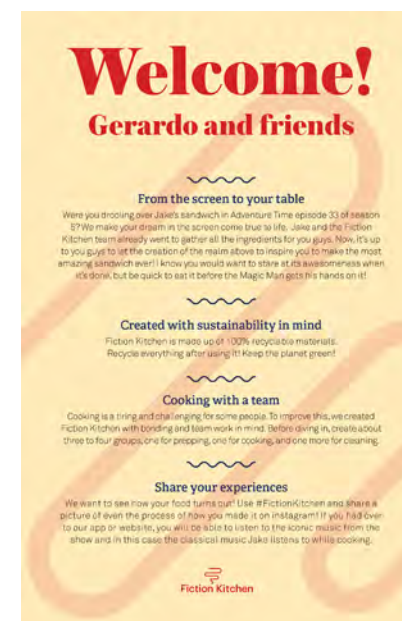 Welcome!
Gerardo and friends
From the screen to your table
Were you drooling over Jake's sandwich in Adventure Time episode 33 of season
5? We make your dream in the screen come true to life. Jake and the Fiction
Kitchen team already went to gather all the ingredients for you guys. Now, it's up
to you guys to let the creation of the realm above to inspire you to make the most
amazing sandwich ever! I know you would want to stare at its awesomeness when
it's done, but be quick to eat it before the Magic Man gets his hands on it!
Created with sustainability in mind
Fiction Kitchen is made up of 100% recyclable materials.
Recycle everything after using it! Keep the planet green!
Cooking with a team
Cooking is a tiring and challenging for some people. To improve this, we created
Fiction Kitchen with bonding and team work in mind. Before diving in, create about
three to four groups, one for prepping, one for cooking, and one more for cleaning.
Share your experiences
We want to see how your food turns out! Use #FictionKitchen and share a
picture of even the process of how you made it on instagram! If you had over
to our app or website, you will be able to listen to the iconic music from the
show and in this case the classical music Jake listens to while cooking.
Fiction Kitchen